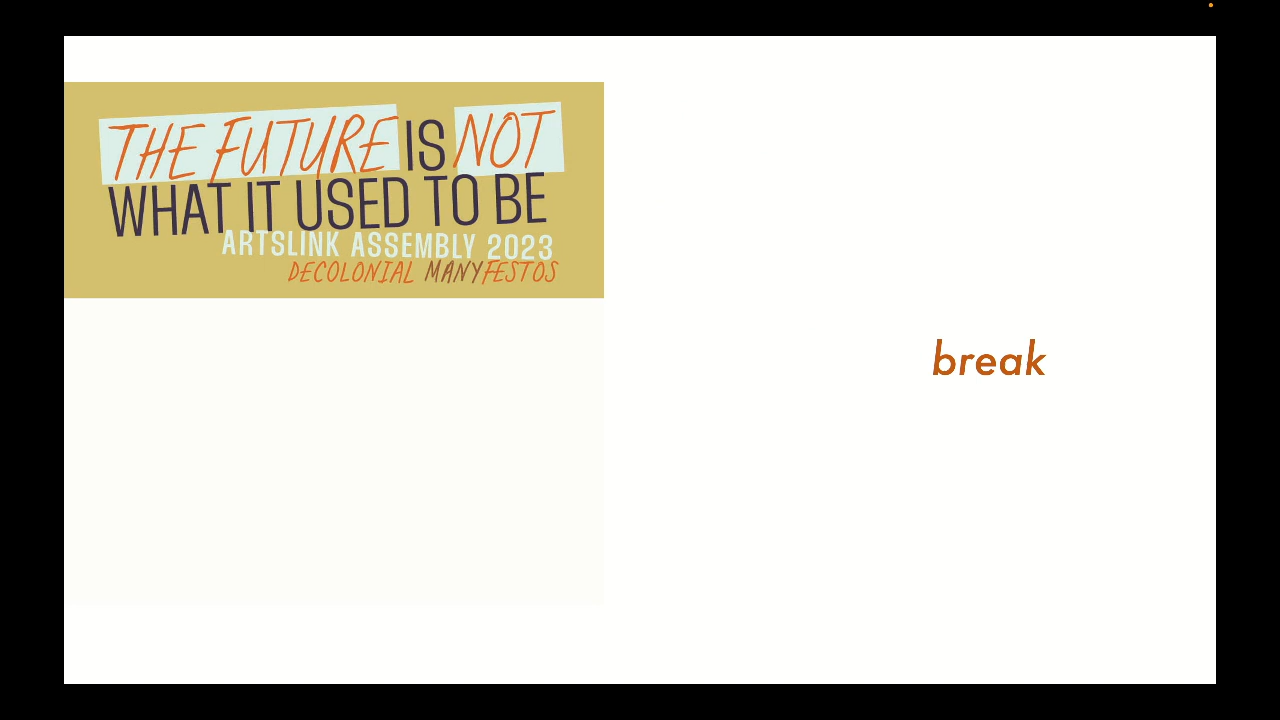 THE FUTURE IS NOT
WHAT IT USED TO BE
ARTSLINK ASSEMBLY 2023
DECOLONIAL MANYFESTOS
break